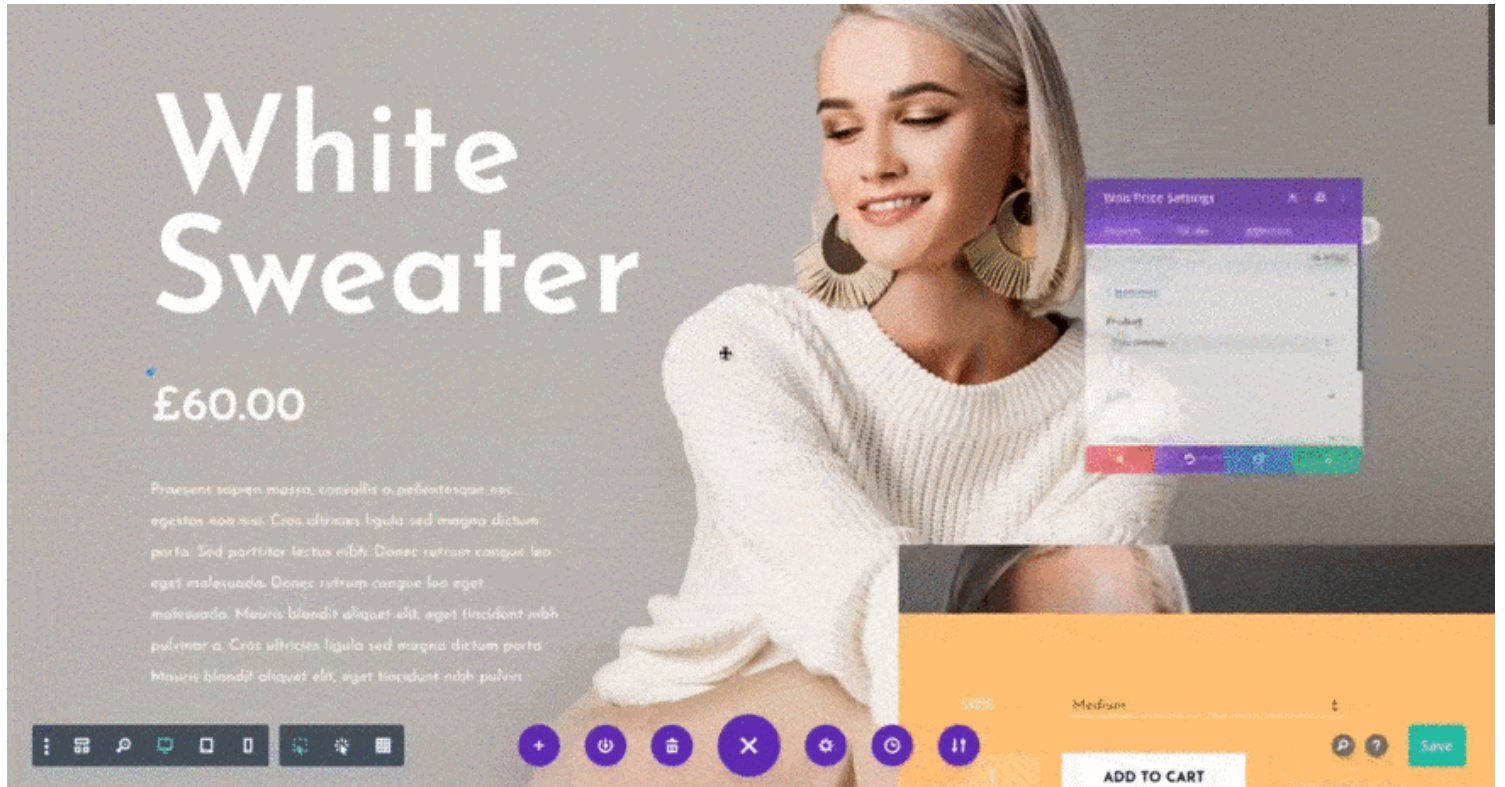 White
Sweater
£60.00
Praesent sapien massa, convallis a pellentesque nec,
egestas non nisi. Cras ultricies ligula sed magna dictum
porta. Sed porttitor lectus nibh. Donec rutrum congue leo
eget malesuada. Donec rutrum congue leo eget
malesuada. Mauris blandit aliquet elit, eget tincidunt nibh
pulvinar a. Cras ultricies ligula sed magna dictum porta
Mauris blandit aliquet elit, eget tincidunt nibh pulvin
Price Settings
Product
Medium
ADD TO CART
?
Save